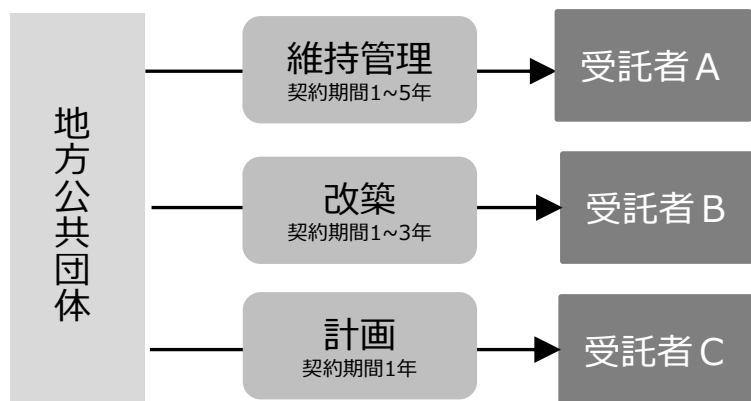 地方公共団体
維持管理
契約期間1~5年
受託者A
改築
契約期間1~3年
受託者B
計画
契約期間1年
受託者C